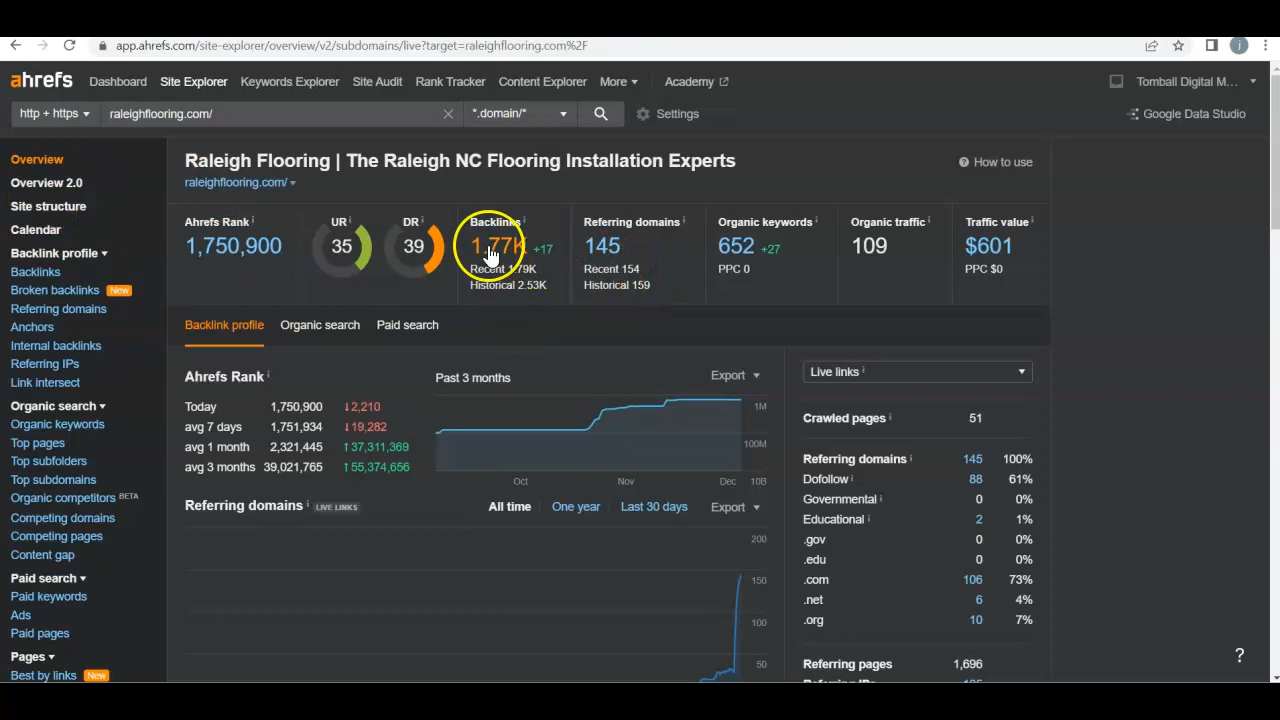 app.ahrefs.com/site-explorer/overview/v2/subdomains/live?target=raleighflooring.com%2F
ahrefs Dashboard Site Explorer Keywords Explorer Site Audit Rank Tracker Content Explorer More Academy Tomball Digital M...
http + https raleighflooring.com/ *.domain/* Settings Google Data Studio
Overview
Overview 2.0
Site structure
Calendar
Backlink profile
Backlinks
Broken backlinks New
Referring domains
Anchors
Internal backlinks
Referring IPs
Link intersect
Organic search
Organic keywords
Top pages
Top subfolders
Top subdomains
Organic competitors BETA
Competing domains
Competing pages
Content gap
Paid search
Paid keywords
Ads
Paid pages
Pages
Best by links New
Raleigh Flooring | The Raleigh NC Flooring Installation Experts
How to use
raleighflooring.com/
Ahrefs Rank UR DR Backlinks Referring domains Organic keywords Organic traffic Traffic value
1,750,900 35 39 1.77K +17 145 652 +27 109 $601
Recent 1.79K Recent 154 PPC 0 PPC $0
Historical 2.53K Historical 159
Backlink profile Organic search Paid search
Ahrefs Rank Past 3 months Export
Today 1,750,900 ↓2,210
avg 7 days 1,751,934 ↓19,282
avg 1 month 2,321,445 ↑37,311,369
avg 3 months 39,021,765 ↑55,374,656
1M
100M
10B
Oct Nov Dec
Referring domains LIVE LINKS All time One year Last 30 days Export
200
150
100
50
Live links
Crawled pages 51
Referring domains 145 100%
Dofollow 88 61%
Governmental 0 0%
Educational 2 1%
.gov 0 0%
.edu 0 0%
.com 106 73%
.net 6 4%
.org 10 7%
Referring pages 1,696
?